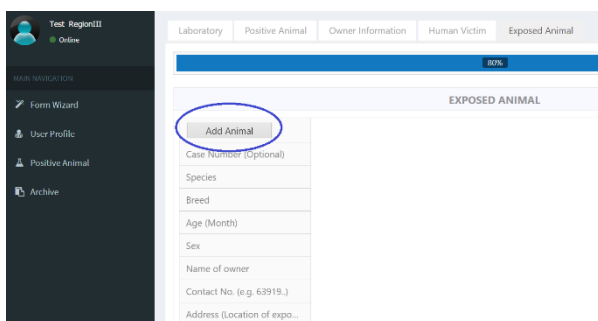 Test RegionIII
Online
Laboratory
Positive Animal
Owner Information
Human Victim
Exposed Animal
80%
MAIN NAVIGATION
Form Wizard
User Profile
Positive Animal
Archive
EXPOSED ANIMAL
Add Animal
Case Number (Optional)
Species
Breed
Age (Month)
Sex
Name of owner
Contact No. (e.g. 63919..)
Address (Location of expo...